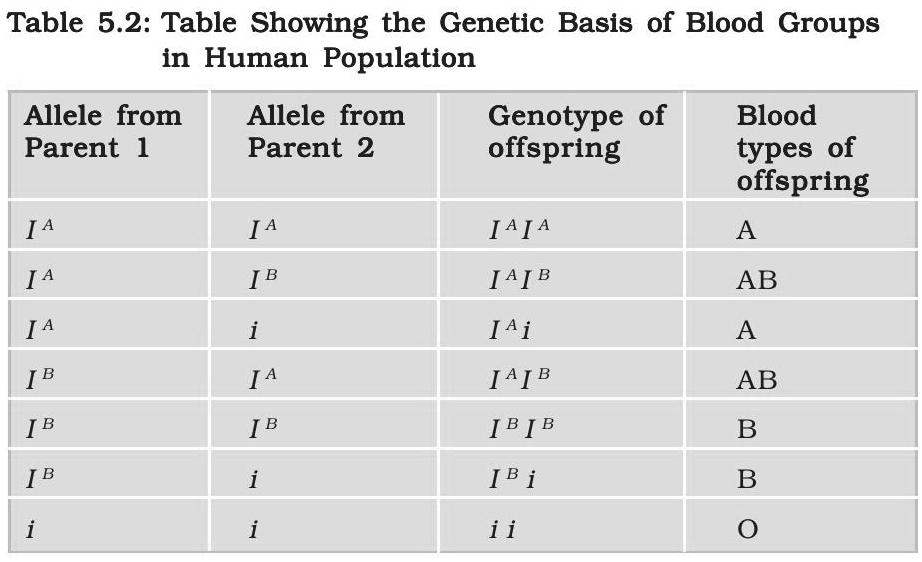 Table 5.2: Table Showing the Genetic Basis of Blood Groups
in Human Population
Allele from Parent 1 | Allele from Parent 2 | Genotype of offspring | Blood types of offspring
I^A | I^A | I^A I^A | A
I^A | I^B | I^A I^B | AB
I^A | i | I^A i | A
I^B | I^A | I^A I^B | AB
I^B | I^B | I^B I^B | B
I^B | i | I^B i | B
i | i | i i | O